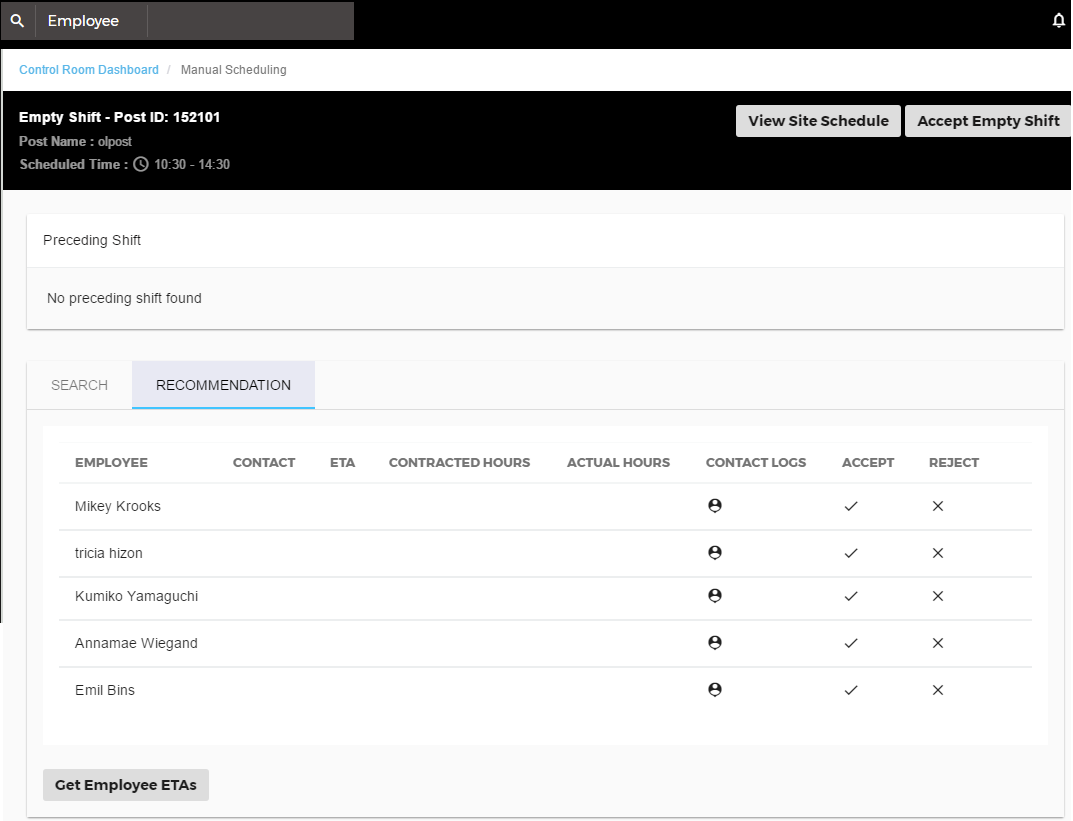 Employee
Control Room Dashboard / Manual Scheduling
Empty Shift - Post ID: 152101
View Site Schedule
Accept Empty Shift
Post Name : olpost
Scheduled Time : 10:30 - 14:30
Preceding Shift
No preceding shift found
SEARCH RECOMMENDATION
EMPLOYEE CONTACT ETA CONTRACTED HOURS ACTUAL HOURS CONTACT LOGS ACCEPT REJECT
Mikey Krooks
tricia hizon
Kumiko Yamaguchi
Annamae Wiegand
Emil Bins
Get Employee ETAs